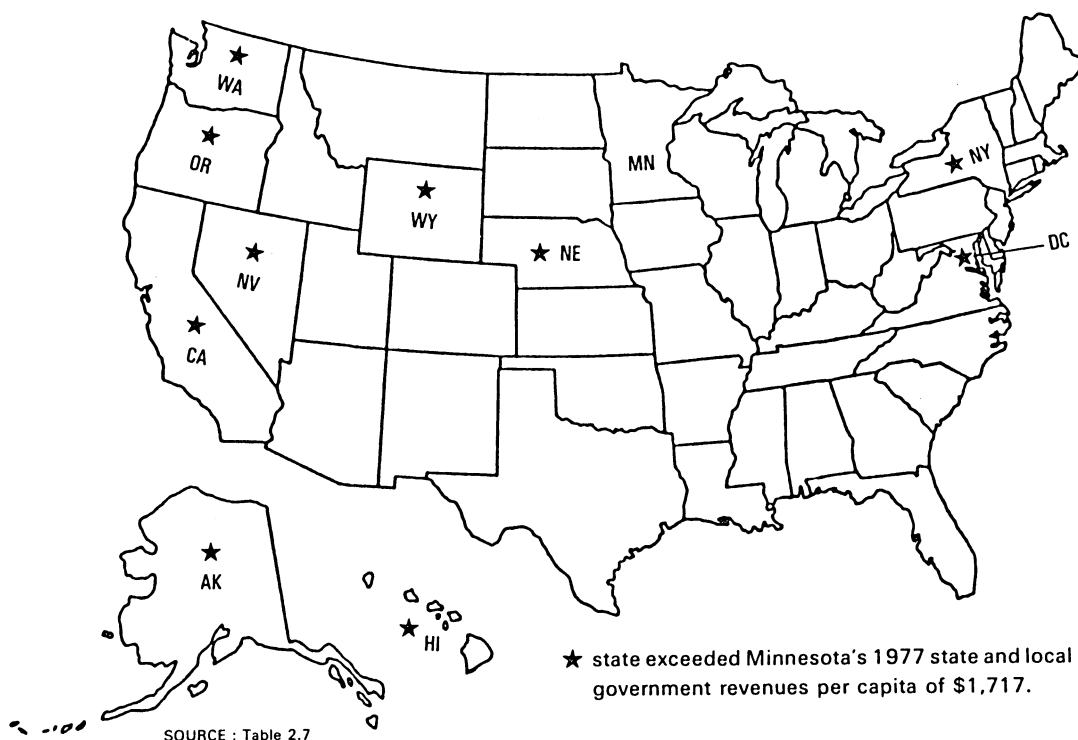 WA
OR
MN
NY
WY
DC
NE
NV
CA
AK
HI
★ state exceeded Minnesota's 1977 state and local
government revenues per capita of $1,717.
SOURCE : Table 2.7